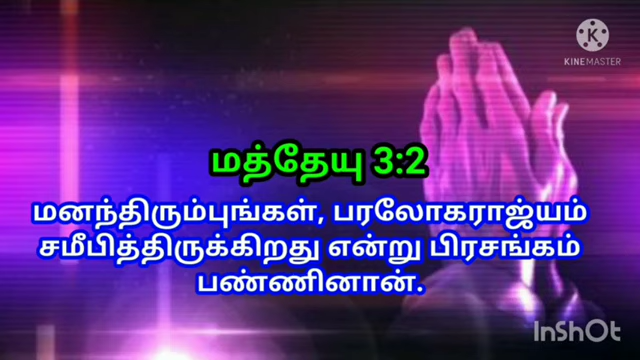 K
KINEMASTER
மத்தேயு 3:2
மனந்திரும்புங்கள், பரலோகராஜ்யம்
சமீபித்திருக்கிறது என்று பிரசங்கம்
பண்ணினான்.
InShOt